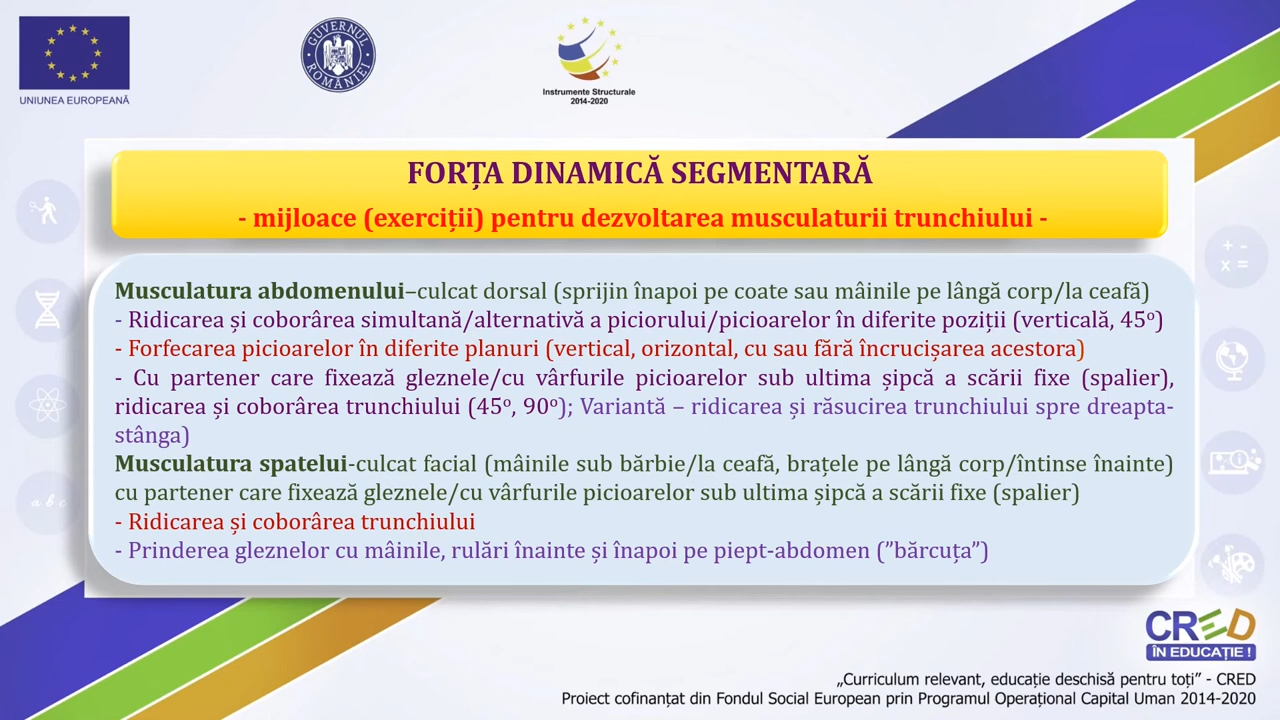 UNIUNEA EUROPEANĂ
GUVERNUL ROMÂNIEI
Instrumente Structurale
2014-2020
FORȚA DINAMICĂ SEGMENTARĂ
- mijloace (exerciții) pentru dezvoltarea musculaturii trunchiului -
Musculatura abdomenului–culcat dorsal (sprijin înapoi pe coate sau mâinile pe lângă corp/la ceafă)
- Ridicarea și coborârea simultană/alternativă a piciorului/picioarelor în diferite poziții (verticală, 45º)
- Forfecarea picioarelor în diferite planuri (vertical, orizontal, cu sau fără încrucișarea acestora)
- Cu partener care fixează gleznele/cu vârfurile picioarelor sub ultima șipcă a scării fixe (spalier),
ridicarea și coborârea trunchiului (45º, 90º); Variantă – ridicarea și răsucirea trunchiului spre dreapta-
stânga)
Musculatura spatelui-culcat facial (mâinile sub bărbie/la ceafă, brațele pe lângă corp/întinse înainte)
cu partener care fixează gleznele/cu vârfurile picioarelor sub ultima șipcă a scării fixe (spalier)
- Ridicarea și coborârea trunchiului
- Prinderea gleznelor cu mâinile, rulări înainte și înapoi pe piept-abdomen (”bărcuța”)
+ -
x =
a b c
CRED
ÎN EDUCAȚIE !
„Curriculum relevant, educație deschisă pentru toți” - CRED
Proiect cofinanțat din Fondul Social European prin Programul Operațional Capital Uman 2014-2020